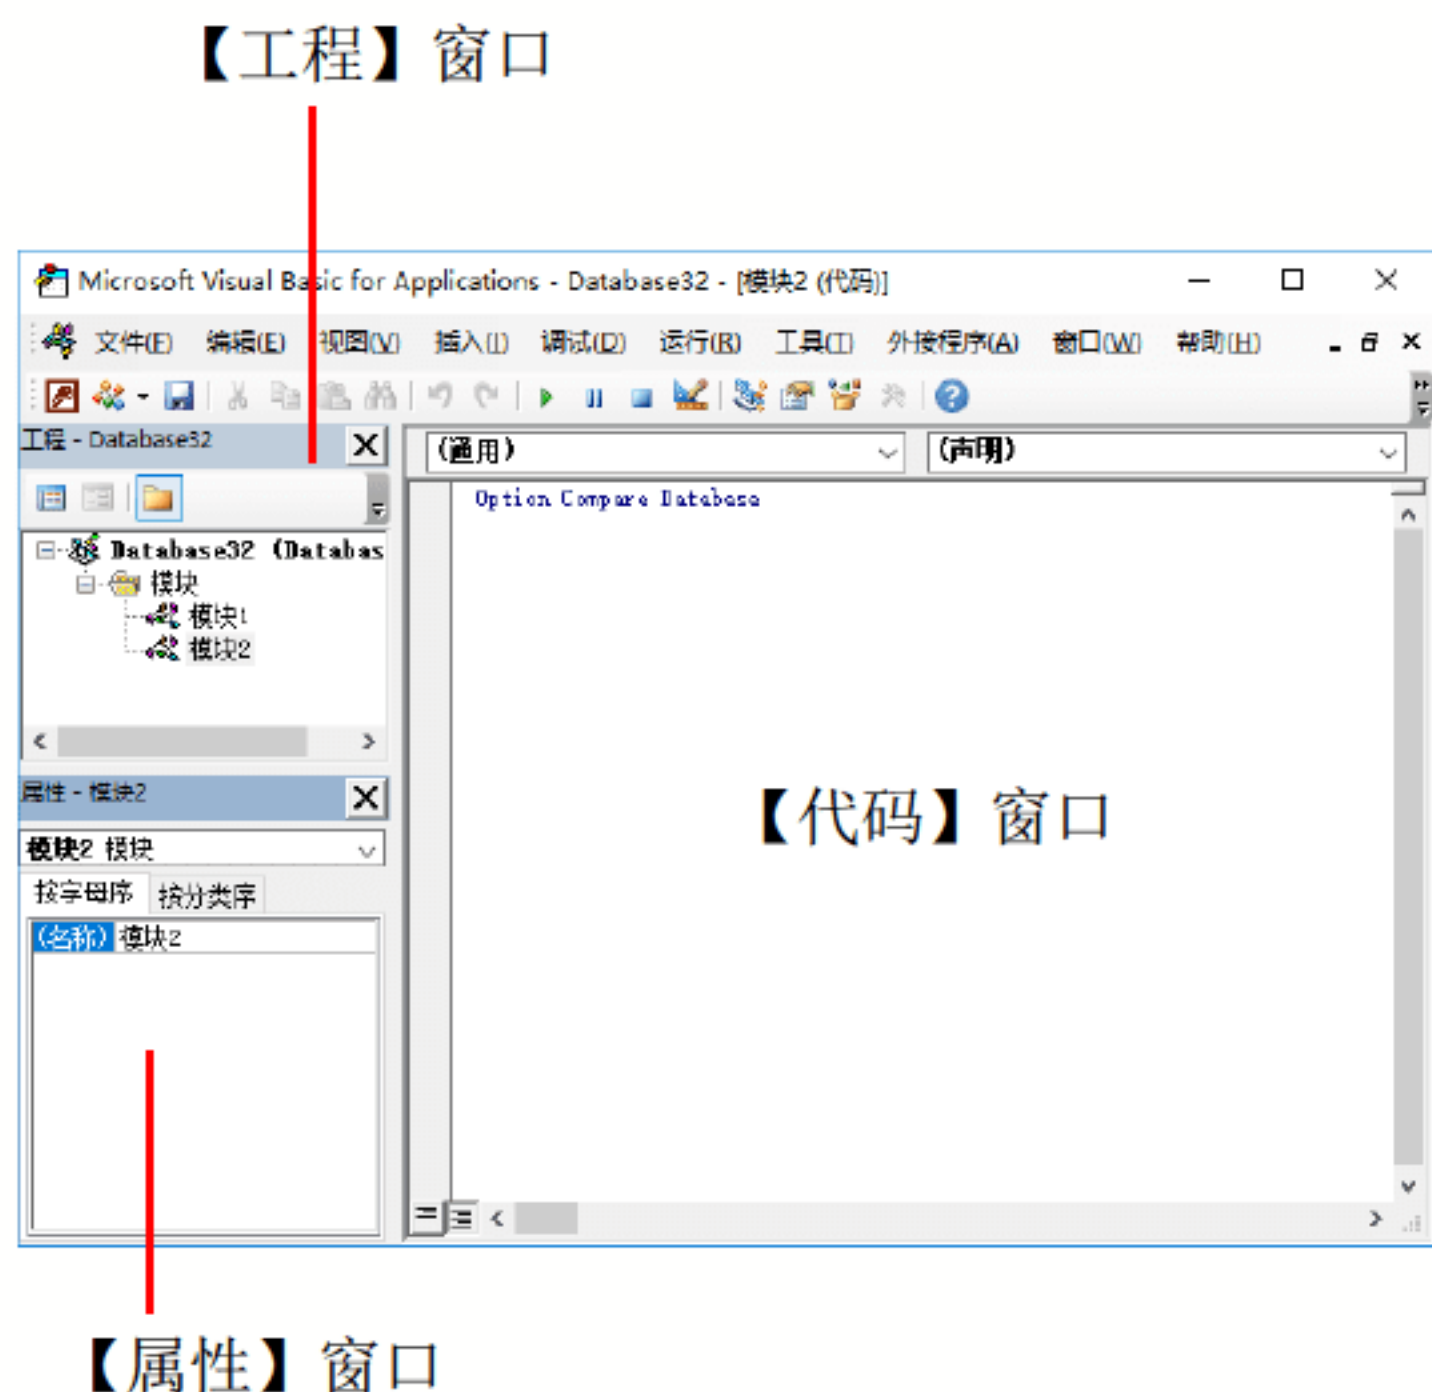 【工程】窗口
Microsoft Visual Basic for Applications - Database32 - [模块2 (代码)]
文件(F) 编辑(E) 视图(V) 插入(I) 调试(D) 运行(R) 工具(T) 外接程序(A) 窗口(W) 帮助(H)
工程 - Database32
(通用) (声明)
Option Compare Database
Database32 (Databas
模块
模块1
模块2
属性 - 模块2
模块2 模块
按字母序 按分类序
(名称) 模块2
【代码】窗口
【属性】窗口